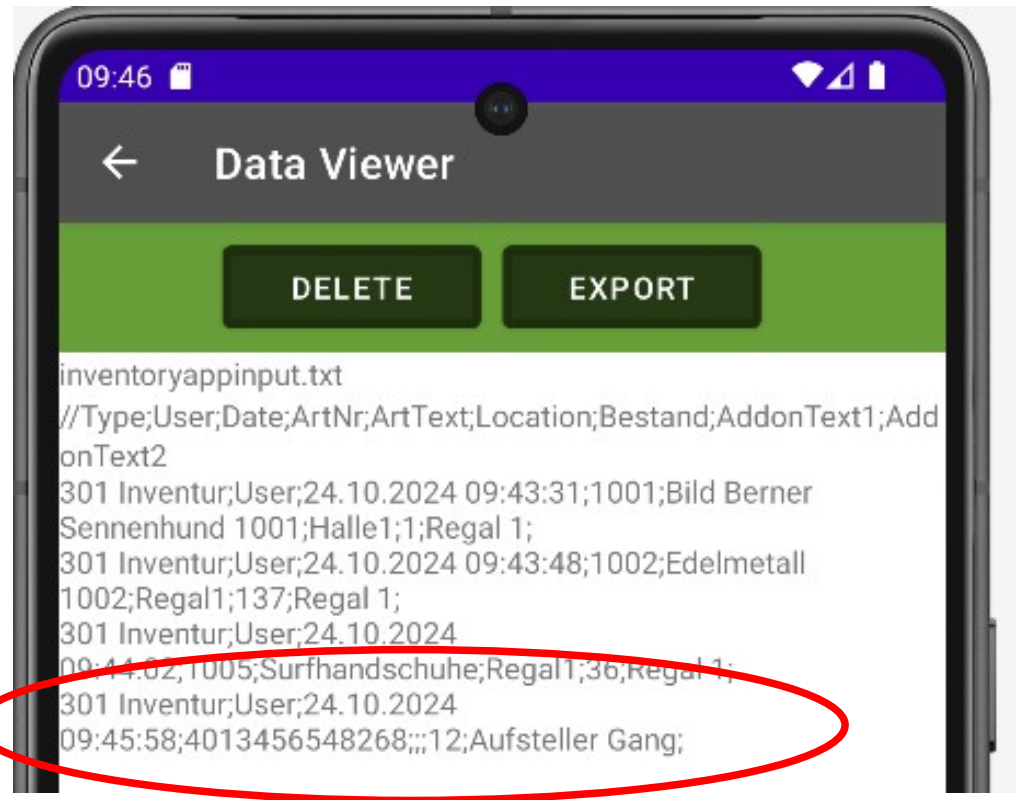 09:46
Data Viewer
DELETE EXPORT
inventoryappinput.txt
//Type;User;Date;ArtNr;ArtText;Location;Bestand;AddonText1;Add
onText2
301 Inventur;User;24.10.2024 09:43:31;1001;Bild Berner
Sennenhund 1001;Halle1;1;Regal 1;
301 Inventur;User;24.10.2024 09:43:48;1002;Edelmetall
1002;Regal1;137;Regal 1;
301 Inventur;User;24.10.2024
09:44:02;1005;Surfhandschuhe;Regal1;36;Regal 1;
301 Inventur;User;24.10.2024
09:45:58;4013456548268;;;12;Aufsteller Gang;